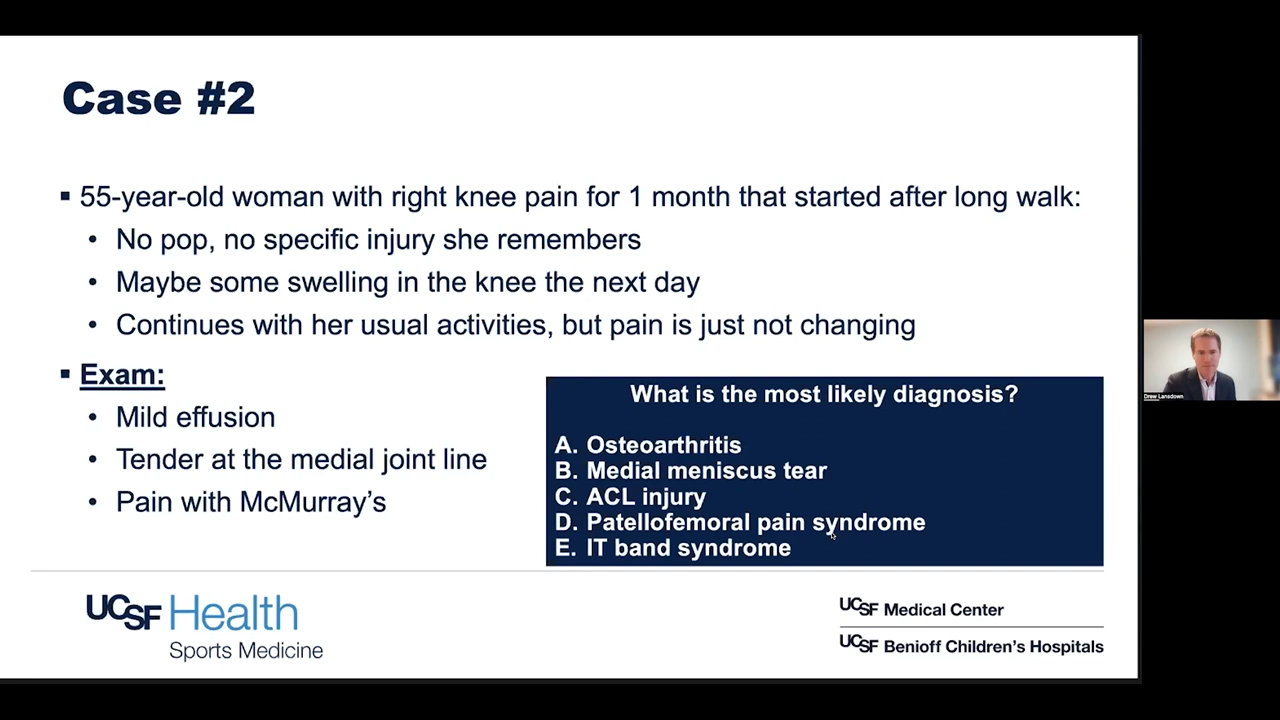 Case #2
▪ 55-year-old woman with right knee pain for 1 month that started after long walk:
• No pop, no specific injury she remembers
• Maybe some swelling in the knee the next day
• Continues with her usual activities, but pain is just not changing
▪ Exam:
• Mild effusion
• Tender at the medial joint line
• Pain with McMurray’s
What is the most likely diagnosis?
A. Osteoarthritis
B. Medial meniscus tear
C. ACL injury
D. Patellofemoral pain syndrome
E. IT band syndrome
UCSF Health
Sports Medicine
UCSF Medical Center
UCSF Benioff Children’s Hospitals
Drew Lansdown